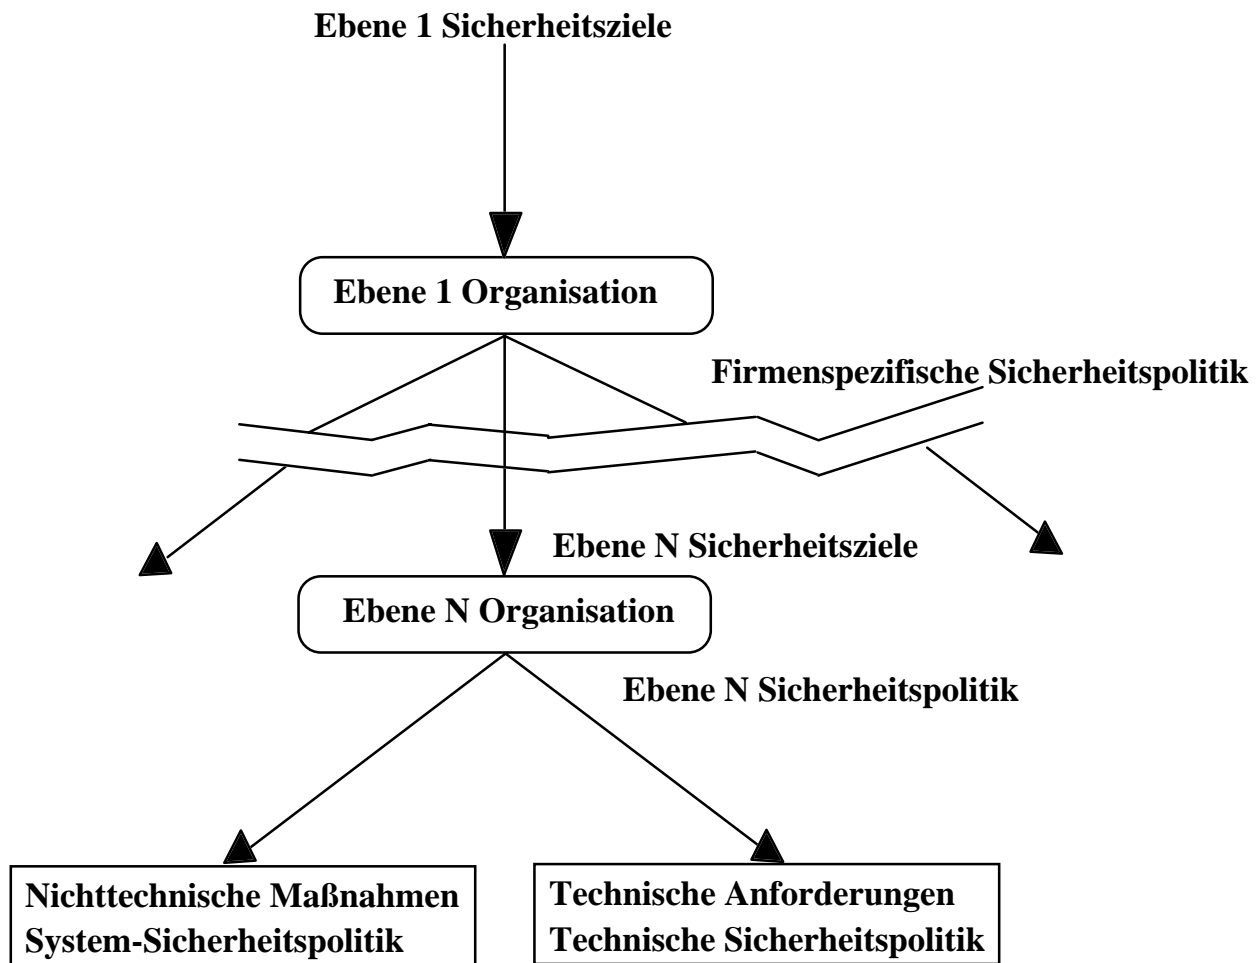 Ebene 1 Sicherheitsziele
Ebene 1 Organisation
Firmenspezifische Sicherheitspolitik
Ebene N Sicherheitsziele
Ebene N Organisation
Ebene N Sicherheitspolitik
Nichttechnische Maßnahmen
System-Sicherheitspolitik
Technische Anforderungen
Technische Sicherheitspolitik